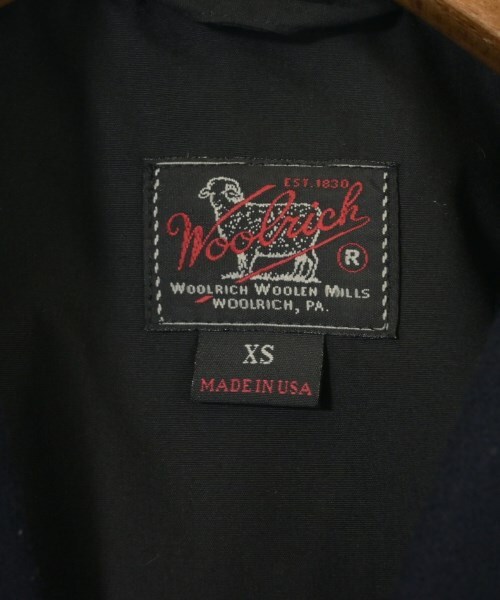 EST. 1830
Woolrich
R
WOOLRICH WOOLEN MILLS
WOOLRICH, PA.
XS
MADE IN USA